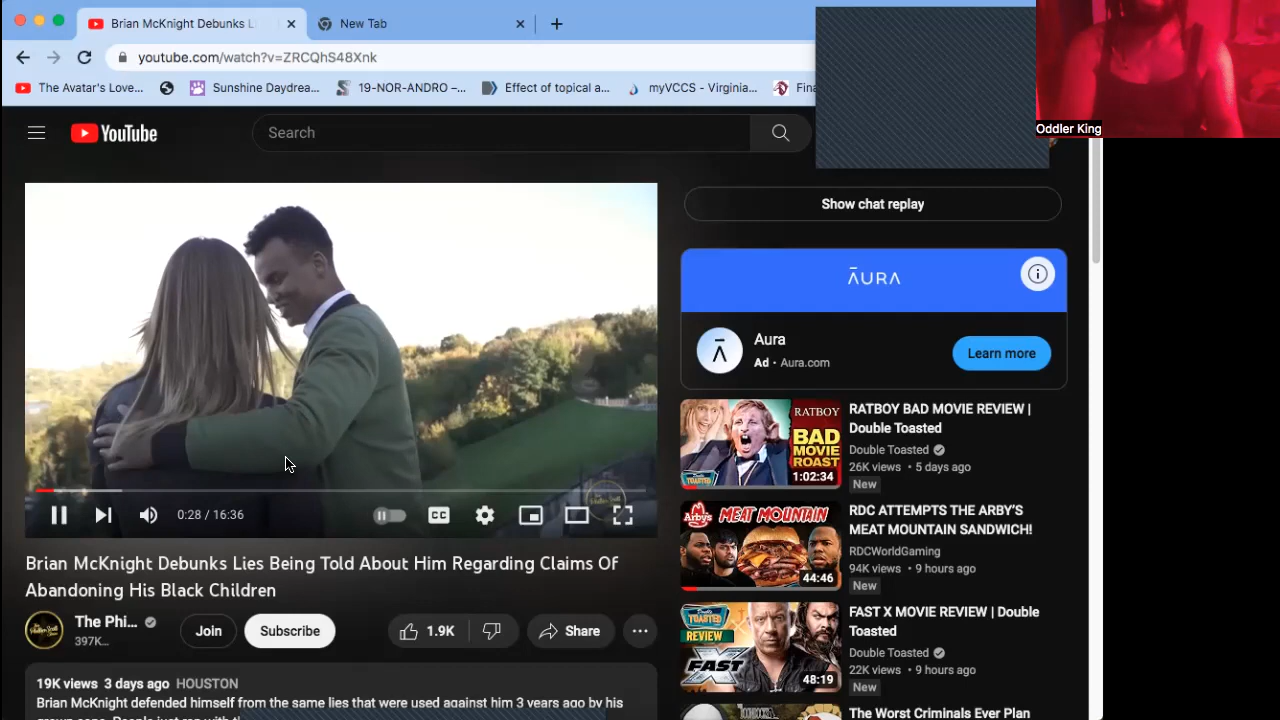 Brian McKnight Debunks L
New Tab
youtube.com/watch?v=ZRCQhS48Xnk
The Avatar's Love...
Sunshine Daydrea...
19-NOR-ANDRO –...
Effect of topical a...
myVCCS - Virginia...
Fina
Oddler King
YouTube
Search
Show chat replay
ĀURA
Aura
Ad · Aura.com
Learn more
0:28 / 16:36
CC
Brian McKnight Debunks Lies Being Told About Him Regarding Claims Of
Abandoning His Black Children
The Phi...
397K...
Join
Subscribe
1.9K
Share
19K views 3 days ago HOUSTON
Brian McKnight defended himself from the same lies that were used against him 3 years ago by his
RATBOY
BAD
MOVIE
ROAST
1:02:34
RATBOY BAD MOVIE REVIEW |
Double Toasted
Double Toasted
26K views • 5 days ago
New
Arby's
MEAT MOUNTAIN
44:46
RDC ATTEMPTS THE ARBY'S
MEAT MOUNTAIN SANDWICH!
RDCWorldGaming
94K views • 9 hours ago
New
TOASTED
REVIEW
FAST X
48:19
FAST X MOVIE REVIEW | Double
Toasted
Double Toasted
22K views • 9 hours ago
New
The Worst Criminals Ever Plan